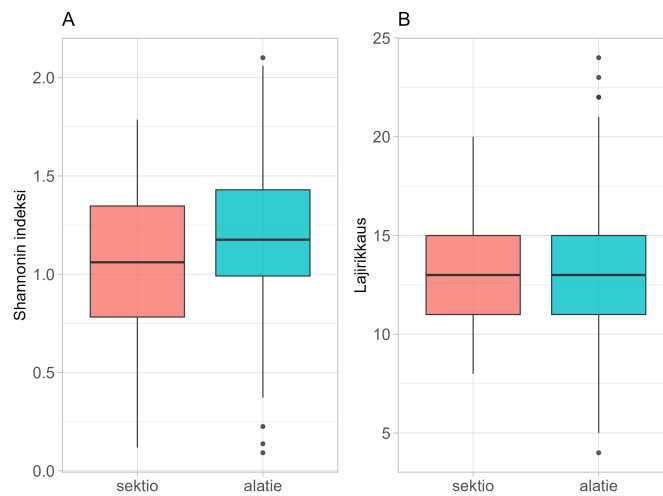 A
B
Shannonin indeksi
2.0
1.5
1.0
0.5
0.0
sektio
alatie
Lajirikkaus
25
20
15
10
5
sektio
alatie